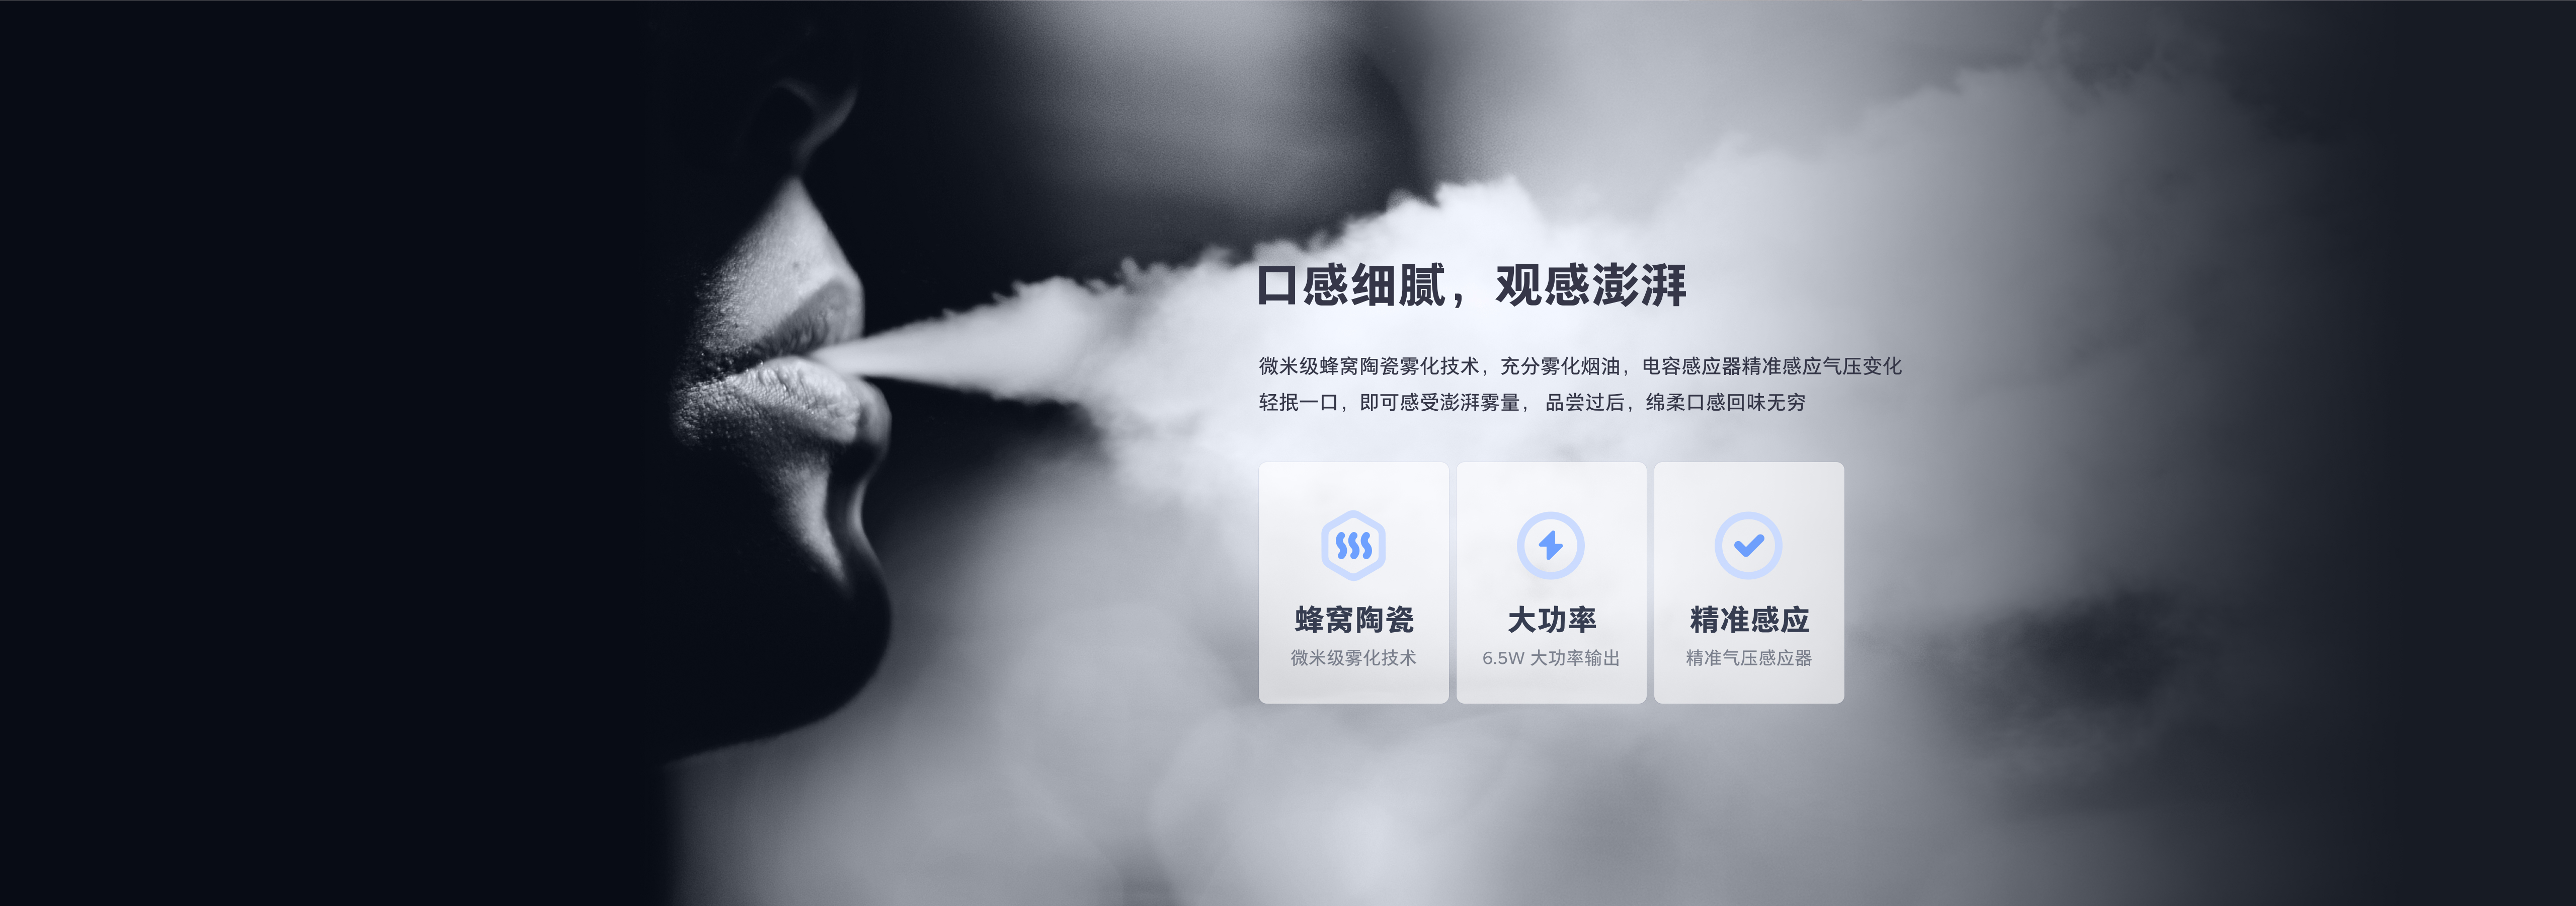 口感细腻，观感澎湃
微米级蜂窝陶瓷雾化技术，充分雾化烟油，电容感应器精准感应气压变化
轻抿一口，即可感受澎湃雾量， 品尝过后，绵柔口感回味无穷
蜂窝陶瓷
微米级雾化技术
大功率
6.5W 大功率输出
精准感应
精准气压感应器